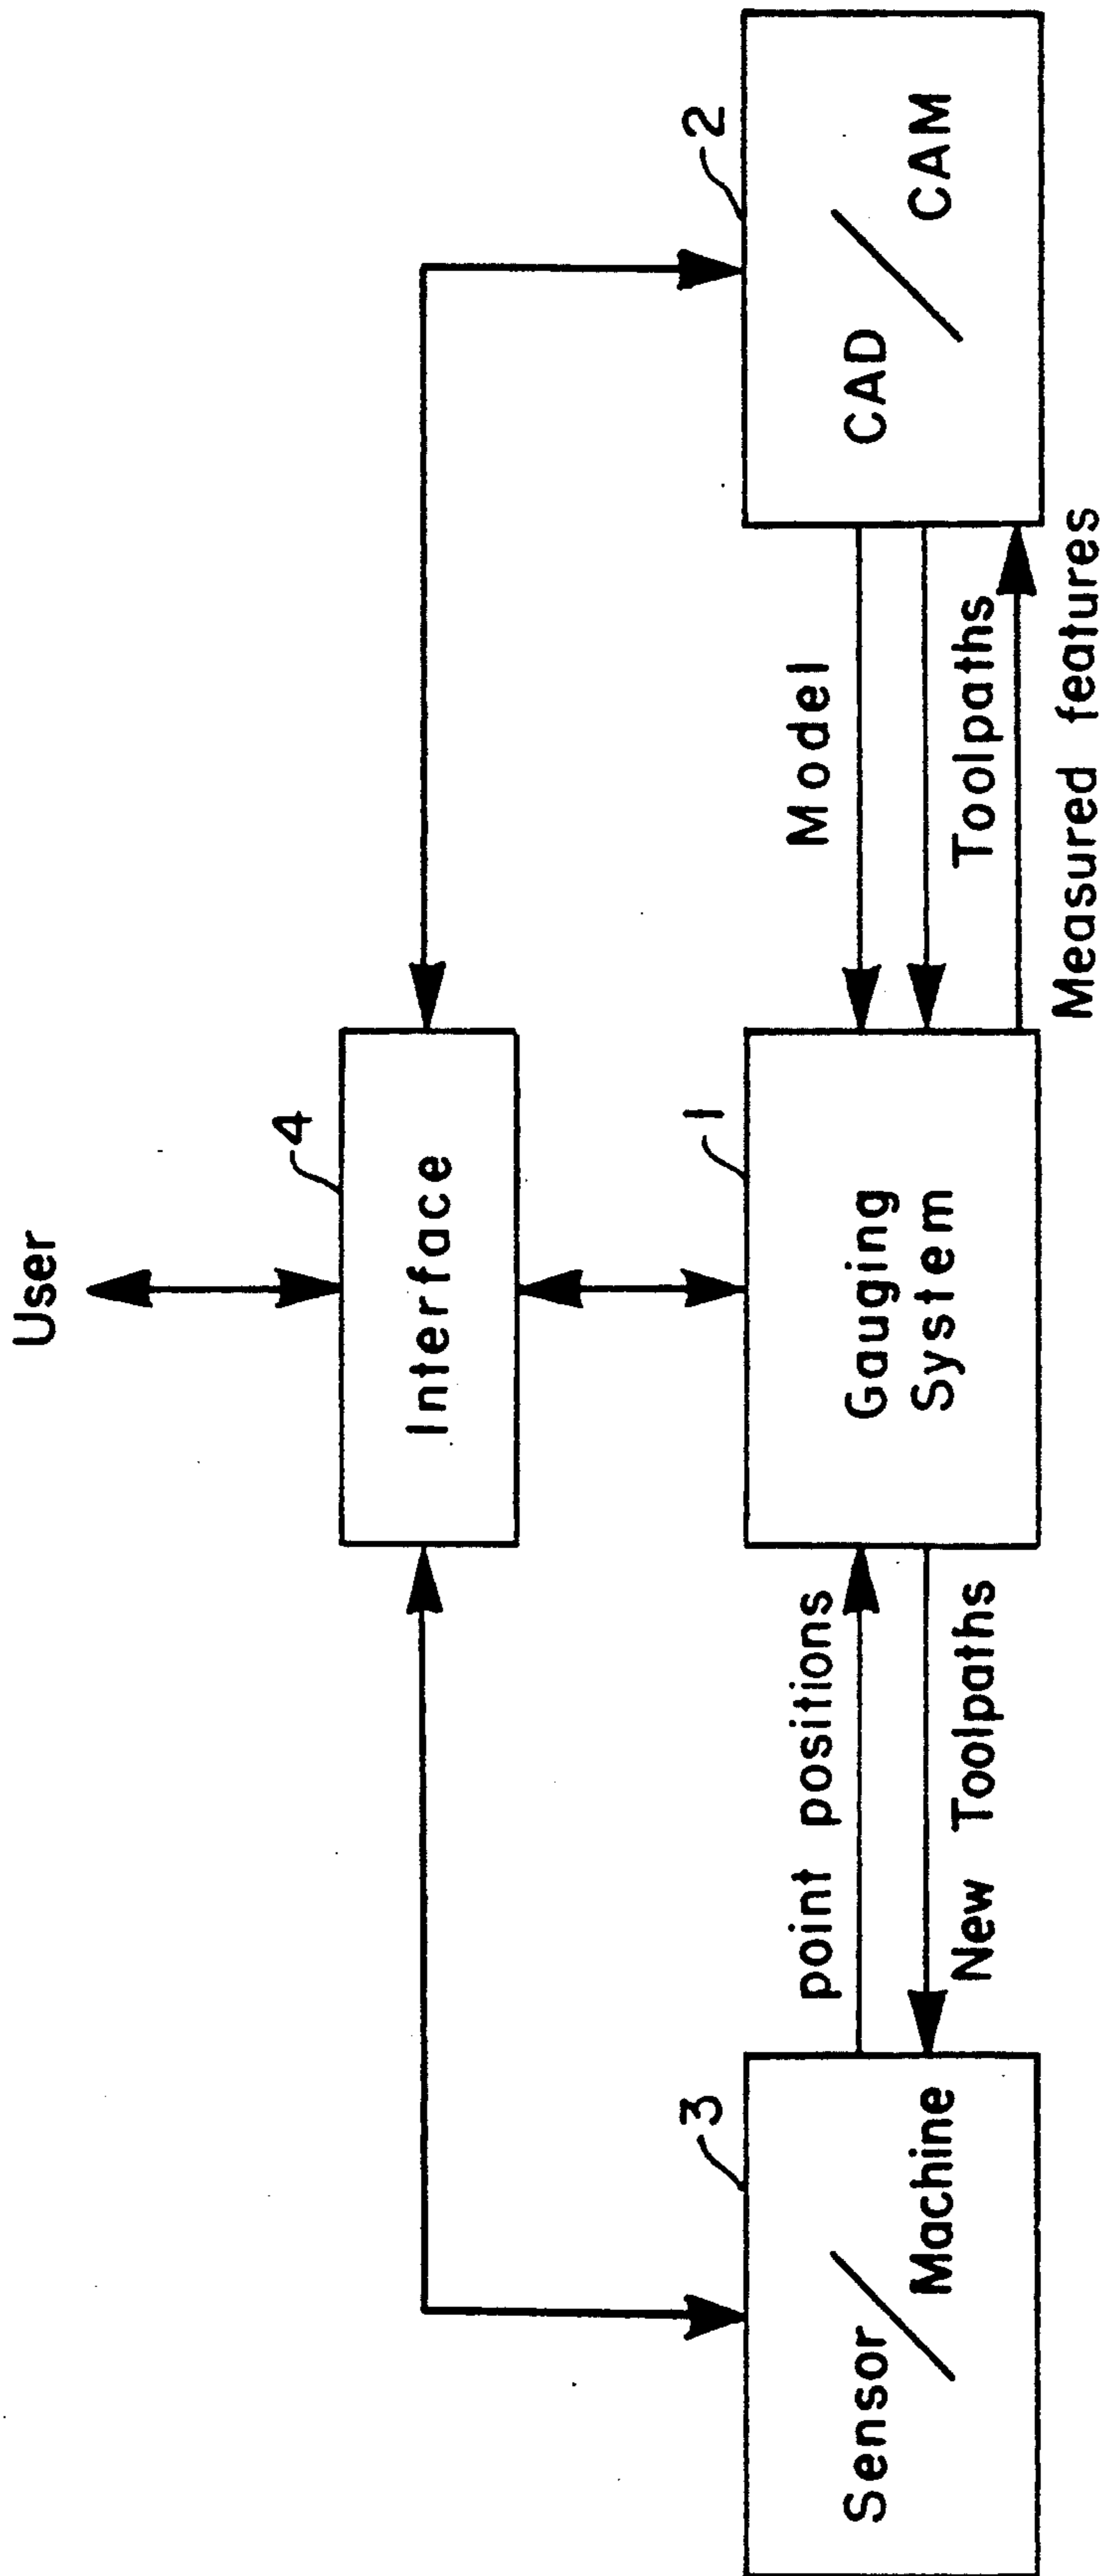 User
4
Interface
3
Sensor / Machine
point positions
New Toolpaths
1
Gauging
System
Model
Toolpaths
Measured features
2
CAD / CAM